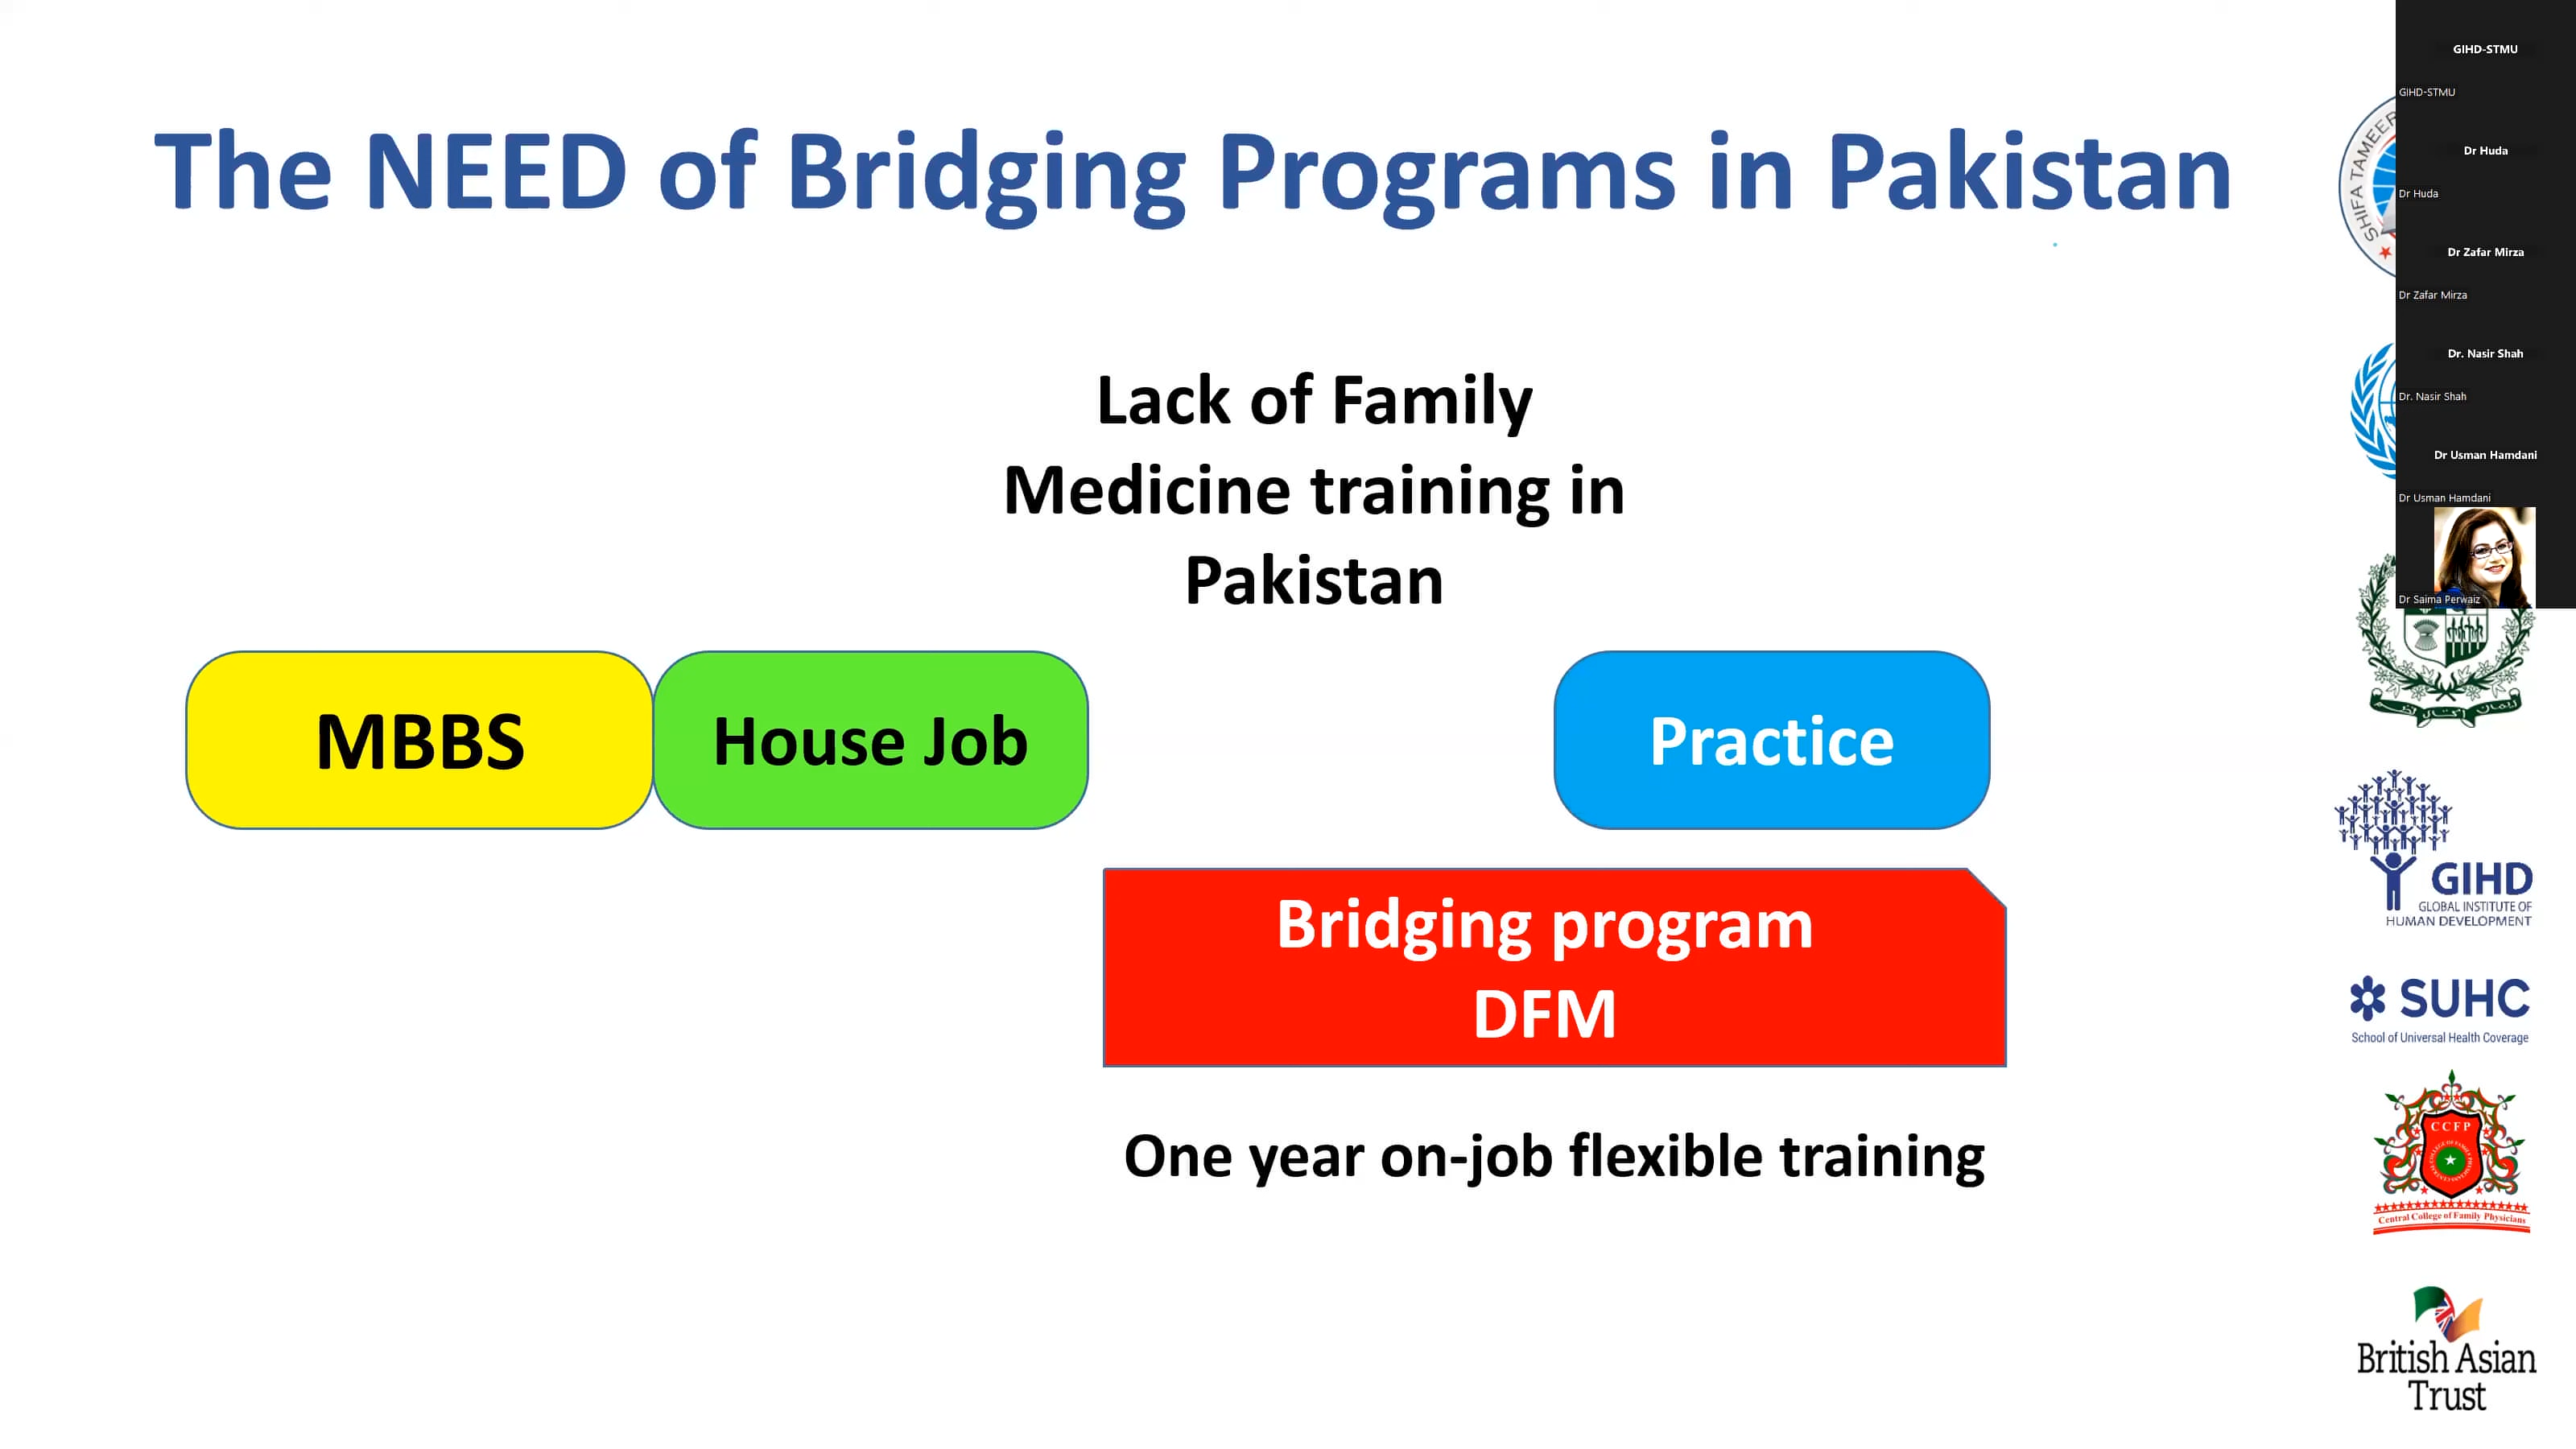 The NEED of Bridging Programs in Pakistan
Lack of Family
Medicine training in
Pakistan
MBBS
House Job
Practice
Bridging program
DFM
One year on-job flexible training
GIHD-STMU
GIHD-STMU
Dr Huda
Dr Huda
Dr Zafar Mirza
Dr Zafar Mirza
Dr. Nasir Shah
Dr. Nasir Shah
Dr Usman Hamdani
Dr Usman Hamdani
Dr Saima Perwaiz
SHIFA TAMEER
GIHD
GLOBAL INSTITUTE OF
HUMAN DEVELOPMENT
SUHC
School of Universal Health Coverage
CCFP
Central College of Family Physicians
British Asian
Trust